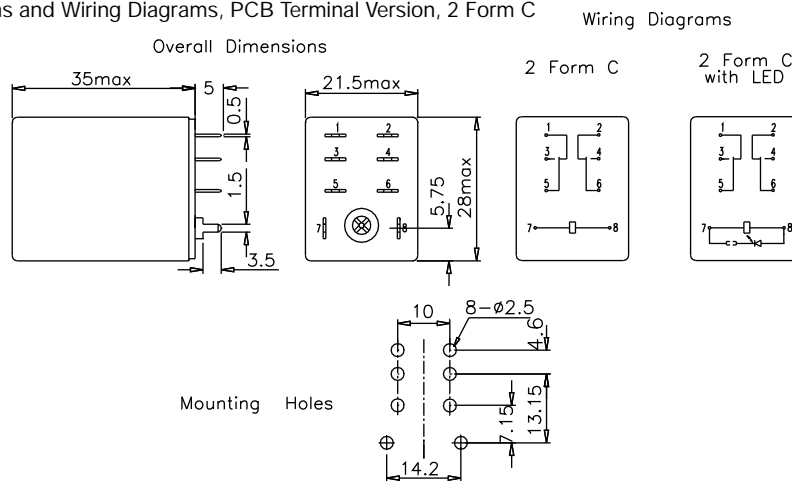 ns and Wiring Diagrams, PCB Terminal Version, 2 Form C
Wiring Diagrams
Overall Dimensions
2 Form C
2 Form C
with LED
35max
5
0.5
1.5
3.5
21.5max
1 2
3 4
5 6
7 8
5.75
28max
1 2
3 4
5 6
7 8
1 2
3 4
5 6
7 8
Mounting Holes
10
8-ø2.5
4.6
13.15
7.15
14.2